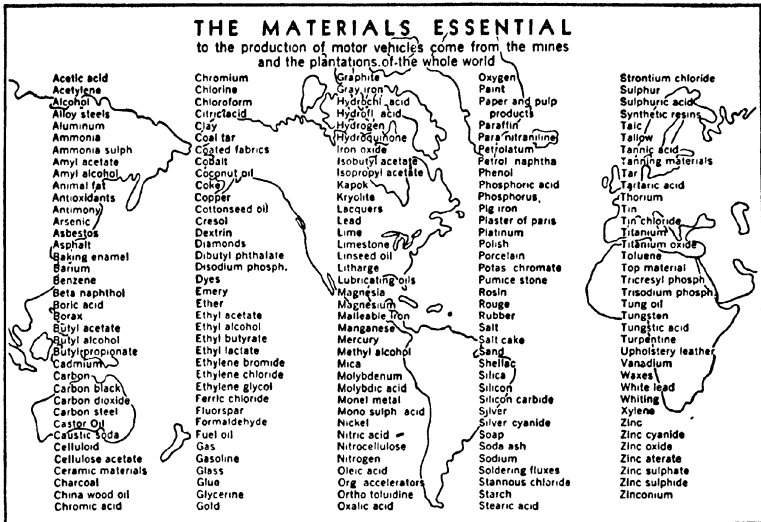 THE MATERIALS ESSENTIAL
to the production of motor vehicles come from the mines
and the plantations of the whole world
Acetic acid
Acetylene
Alcohol
Alloy steels
Aluminum
Ammonia
Ammonia sulph
Amyl acetate
Amyl alcohol
Animal fat
Antioxidants
Antimony
Arsenic
Asbestos
Asphalt
Baking enamel
Barium
Benzene
Beta naphthol
Boric acid
Borax
Butyl acetate
Butyl alcohol
Butyl propionate
Cadmium
Carbon
Carbon black
Carbon dioxide
Carbon steel
Castor Oil
Caustic soda
Celluloid
Cellulose acetate
Ceramic materials
Charcoal
China wood oil
Chromic acid
Chromium
Chlorine
Chloroform
Citric acid
Clay
Coal tar
Coated fabrics
Cobalt
Coconut oil
Coke
Copper
Cottonseed oil
Cresol
Dextrin
Diamonds
Dibutyl phthalate
Disodium phosph.
Dyes
Emery
Ether
Ethyl acetate
Ethyl alcohol
Ethyl butyrate
Ethyl lactate
Ethylene bromide
Ethylene chloride
Ethylene glycol
Ferric chloride
Fluorspar
Formaldehyde
Fuel oil
Gas
Gasoline
Glass
Glue
Glycerine
Gold
Graphite
Gray iron
Hydrochl acid
Hydrofl acid
Hydrogen
Hydroquinone
Iron oxide
Isobutyl acetate
Isopropyl acetate
Kapok
Kryolite
Lacquers
Lead
Lime
Limestone
Linseed oil
Litharge
Lubricating oils
Magnesia
Magnesium
Malleable iron
Manganese
Mercury
Methyl alcohol
Mica
Molybdenum
Molybdic acid
Monel metal
Mono sulph acid
Nickel
Nitric acid
Nitrocellulose
Nitrogen
Oleic acid
Org accelerators
Ortho toluidine
Oxalic acid
Oxygen
Paint
Paper and pulp
products
Paraffin
Para nitraniline
Petrolatum
Petrol naphtha
Phenol
Phosphoric acid
Phosphorus
Pig iron
Plaster of paris
Platinum
Polish
Porcelain
Potas chromate
Pumice stone
Rosin
Rouge
Rubber
Salt
Salt cake
Sand
Shellac
Silica
Silicon
Silicon carbide
Silver
Silver cyanide
Soap
Soda ash
Sodium
Soldering fluxes
Stannous chloride
Starch
Stearic acid
Strontium chloride
Sulphur
Sulphuric acid
Synthetic resins
Talc
Tallow
Tannic acid
Tanning materials
Tar
Tartaric acid
Thorium
Tin
Tin chloride
Titanium
Titanium oxide
Toluene
Top material
Tricresyl phosph
Trisodium phosph
Tung oil
Tungsten
Tungstic acid
Turpentine
Upholstery leather
Vanadium
Waxes
White lead
Whiting
Xylene
Zinc
Zinc cyanide
Zinc oxide
Zinc aterate
Zinc sulphate
Zinc sulphide
Zinconium